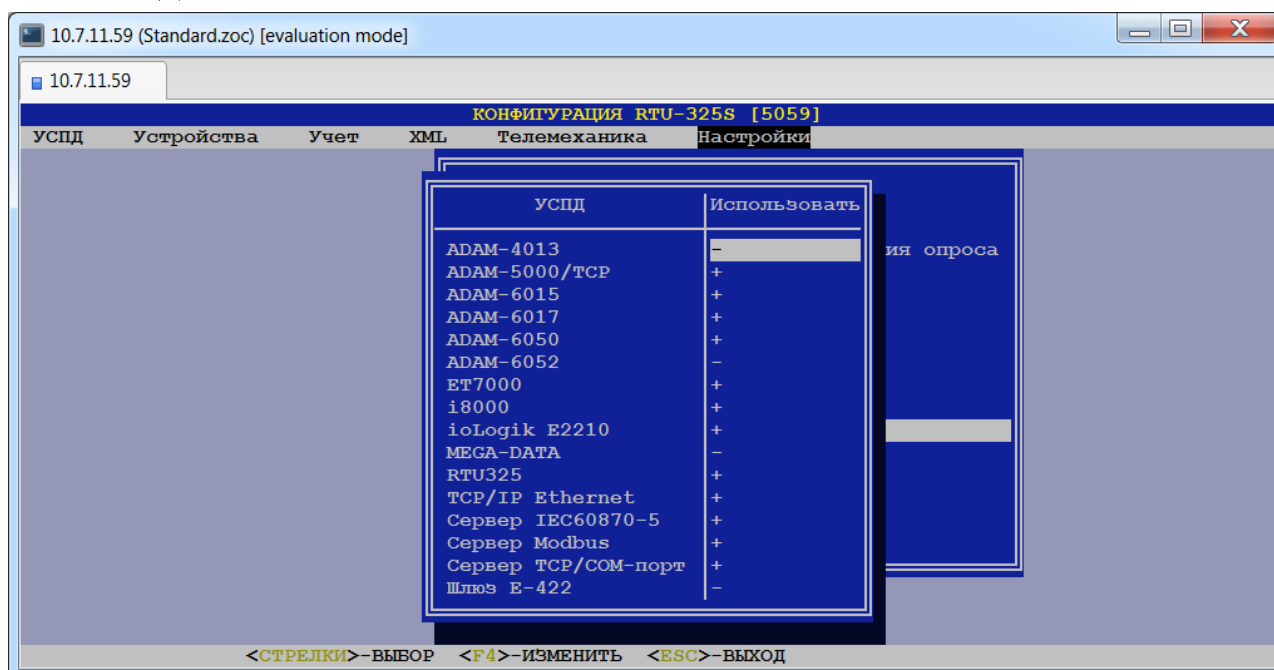 10.7.11.59 (Standard.zoc) [evaluation mode]
10.7.11.59
КОНФИГУРАЦИЯ RTU-325S [5059]
УСПД Устройства Учет XML Телемеханика Настройки
УСПД Использовать
ADAM-4013 - ия опроса
ADAM-5000/TCP +
ADAM-6015 +
ADAM-6017 +
ADAM-6050 +
ADAM-6052 -
ET7000 +
i8000 +
ioLogik E2210 +
MEGA-DATA -
RTU325 +
TCP/IP Ethernet +
Сервер IEC60870-5 +
Сервер Modbus +
Сервер TCP/COM-порт +
Шлюз E-422 -
<СТРЕЛКИ>-ВЫБОР <F4>-ИЗМЕНИТЬ <ESC>-ВЫХОД